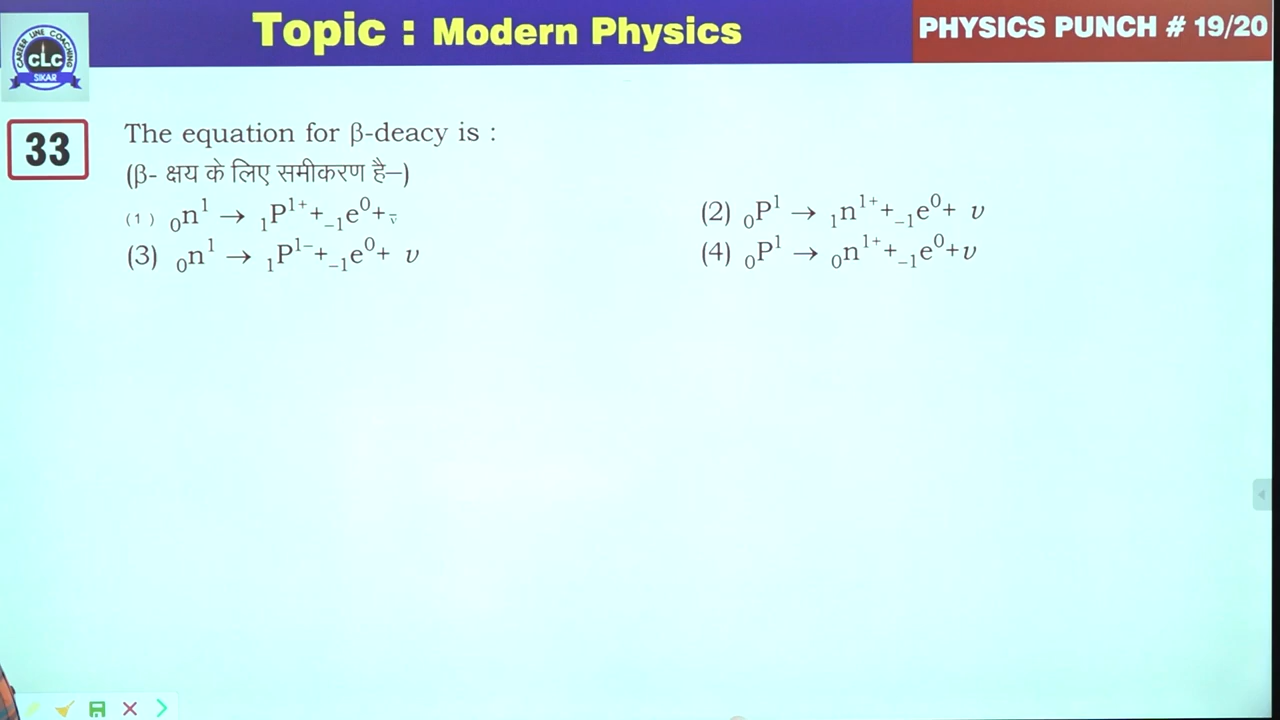 Topic : Modern Physics
PHYSICS PUNCH # 19/20
CAREER LINE COACHING
CLC
SIKAR
33
The equation for β-deacy is :
(β- क्षय के लिए समीकरण है–)
(1) ₀n¹ → ₁P¹⁺+₋₁e⁰+ν̅
(2) ₀P¹ → ₁n¹⁺+₋₁e⁰+ ν
(3) ₀n¹ → ₁P¹⁻+₋₁e⁰+ ν
(4) ₀P¹ → ₀n¹⁺+₋₁e⁰+ν